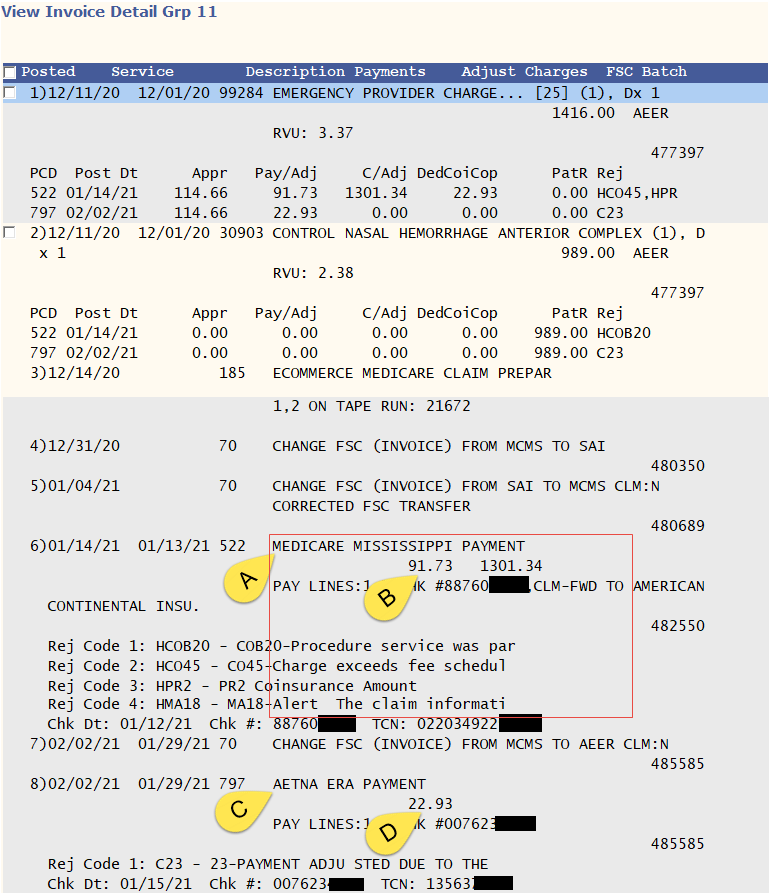 View Invoice Detail Grp 11
Posted Service Description Payments Adjust Charges FSC Batch
1)12/11/20 12/01/20 99284 EMERGENCY PROVIDER CHARGE... [25] (1), Dx 1
1416.00 AEER
RVU: 3.37
477397
PCD Post Dt Appr Pay/Adj C/Adj DedCoiCop PatR Rej
522 01/14/21 114.66 91.73 1301.34 22.93 0.00 HCO45,HPR
797 02/02/21 114.66 22.93 0.00 0.00 0.00 C23
2)12/11/20 12/01/20 30903 CONTROL NASAL HEMORRHAGE ANTERIOR COMPLEX (1), D
x 1 989.00 AEER
RVU: 2.38
477397
PCD Post Dt Appr Pay/Adj C/Adj DedCoiCop PatR Rej
522 01/14/21 0.00 0.00 0.00 0.00 989.00 HCOB20
797 02/02/21 0.00 0.00 0.00 0.00 989.00 C23
3)12/14/20 185 ECOMMERCE MEDICARE CLAIM PREPAR
1,2 ON TAPE RUN: 21672
4)12/31/20 70 CHANGE FSC (INVOICE) FROM MCMS TO SAI
480350
5)01/04/21 70 CHANGE FSC (INVOICE) FROM SAI TO MCMS CLM:N
CORRECTED FSC TRANSFER
480689
6)01/14/21 01/13/21 522 MEDICARE MISSISSIPPI PAYMENT
A 91.73 1301.34
PAY LINES:1 B HK #88760 ,CLM-FWD TO AMERICAN
CONTINENTAL INSU.
482550
Rej Code 1: HCOB20 - COB20-Procedure service was par
Rej Code 2: HCO45 - CO45-Charge exceeds fee schedul
Rej Code 3: HPR2 - PR2 Coinsurance Amount
Rej Code 4: HMA18 - MA18-Alert The claim informati
Chk Dt: 01/12/21 Chk #: 88760 TCN: 022034922
7)02/02/21 01/29/21 70 CHANGE FSC (INVOICE) FROM MCMS TO AEER CLM:N
485585
8)02/02/21 01/29/21 797 AETNA ERA PAYMENT
C 22.93
PAY LINES:1 D HK #007623
485585
Rej Code 1: C23 - 23-PAYMENT ADJU STED DUE TO THE
Chk Dt: 01/15/21 Chk #: 007623 TCN: 13563